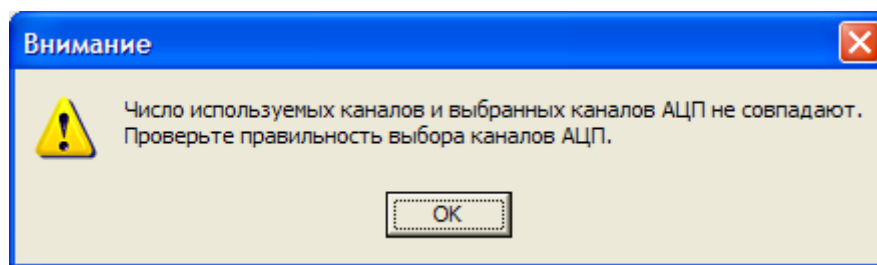 Внимание
Число используемых каналов и выбранных каналов АЦП не совпадают.
Проверьте правильность выбора каналов АЦП.
OK